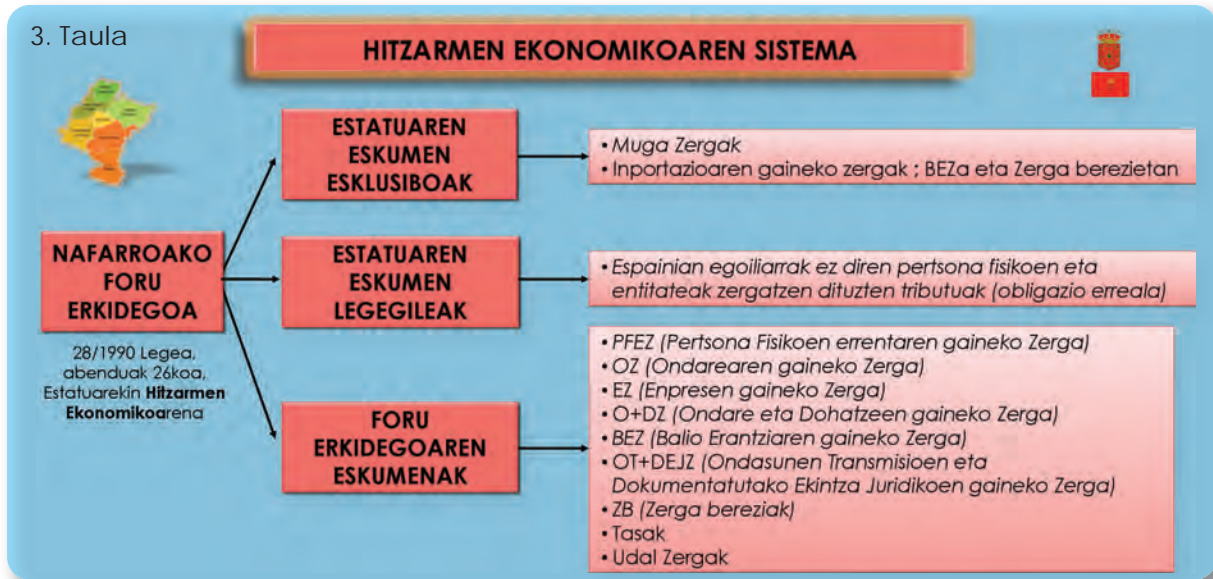 3. Taula
HITZARMEN EKONOMIKOAREN SISTEMA
NAFARROAKO
FORU
ERKIDEGOA
28/1990 Legea,
abenduak 26koa,
Estatuarekin Hitzarmen
Ekonomikoarena
ESTATUAREN
ESKUMEN
ESKLUSIBOAK
• Muga Zergak
• Inportazioaren gaineko zergak ; BEZa eta Zerga berezietan
ESTATUAREN
ESKUMEN
LEGEGILEAK
• Espainian egoiliarrak ez diren pertsona fisikoen eta
entitateak zergatzen dituzten tributuak (obligazio erreala)
FORU
ERKIDEGOAREN
ESKUMENAK
• PFEZ (Pertsona Fisikoen errentaren gaineko Zerga)
• OZ (Ondarearen gaineko Zerga)
• EZ (Enpresen gaineko Zerga)
• O+DZ (Ondare eta Dohatzeen gaineko Zerga)
• BEZ (Balio Erantziaren gaineko Zerga)
• OT+DEJZ (Ondasunen Transmisioen eta
Dokumentatutako Ekintza Juridikoen gaineko Zerga)
• ZB (Zerga bereziak)
• Tasak
• Udal Zergak